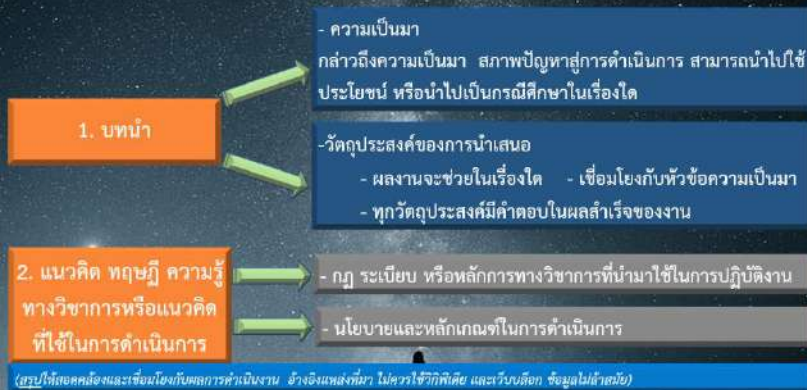 1. บทนำ
- ความเป็นมา
กล่าวถึงความเป็นมา สภาพปัญหาสู่การดำเนินการ สามารถนำไปใช้
ประโยชน์ หรือนำไปเป็นกรณีศึกษาในเรื่องใด
-วัตถุประสงค์ของการนำเสนอ
- ผลงานจะช่วยในเรื่องใด - เชื่อมโยงกับหัวข้อความเป็นมา
- ทุกวัตถุประสงค์มีคำตอบในผลสำเร็จของงาน
2. แนวคิด ทฤษฎี ความรู้
ทางวิชาการหรือแนวคิด
ที่ใช้ในการดำเนินการ
- กฎ ระเบียบ หรือหลักการทางวิชาการที่นำมาใช้ในการปฏิบัติงาน
- นโยบายและหลักเกณฑ์ในการดำเนินการ
(สรุปให้สอดคล้องและเชื่อมโยงกับผลการดำเนินงาน อ้างอิงแหล่งที่มา ไม่ควรใช้วิกิพีเดีย และเว็บบล็อก ข้อมูลไม่ล้าสมัย)